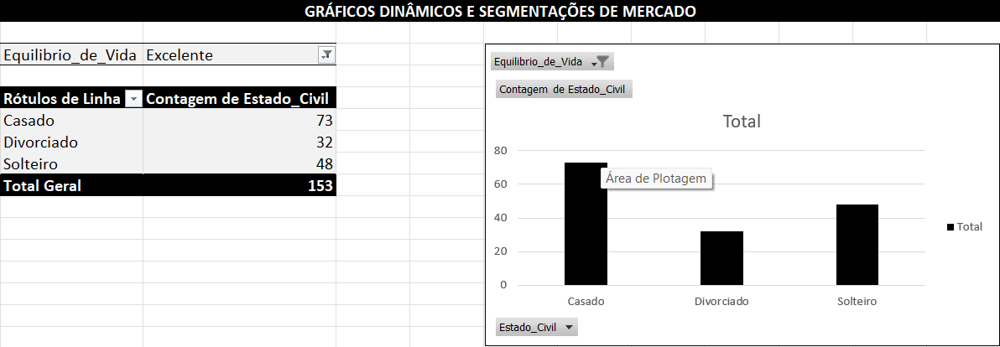 GRÁFICOS DINÂMICOS E SEGMENTAÇÕES DE MERCADO
Equilibrio_de_Vida Excelente
Rótulos de Linha Contagem de Estado_Civil
Casado 73
Divorciado 32
Solteiro 48
Total Geral 153
Equilibrio_de_Vida
Contagem de Estado_Civil
Total
80
60
40
20
0
Área de Plotagem
Total
Casado Divorciado Solteiro
Estado_Civil